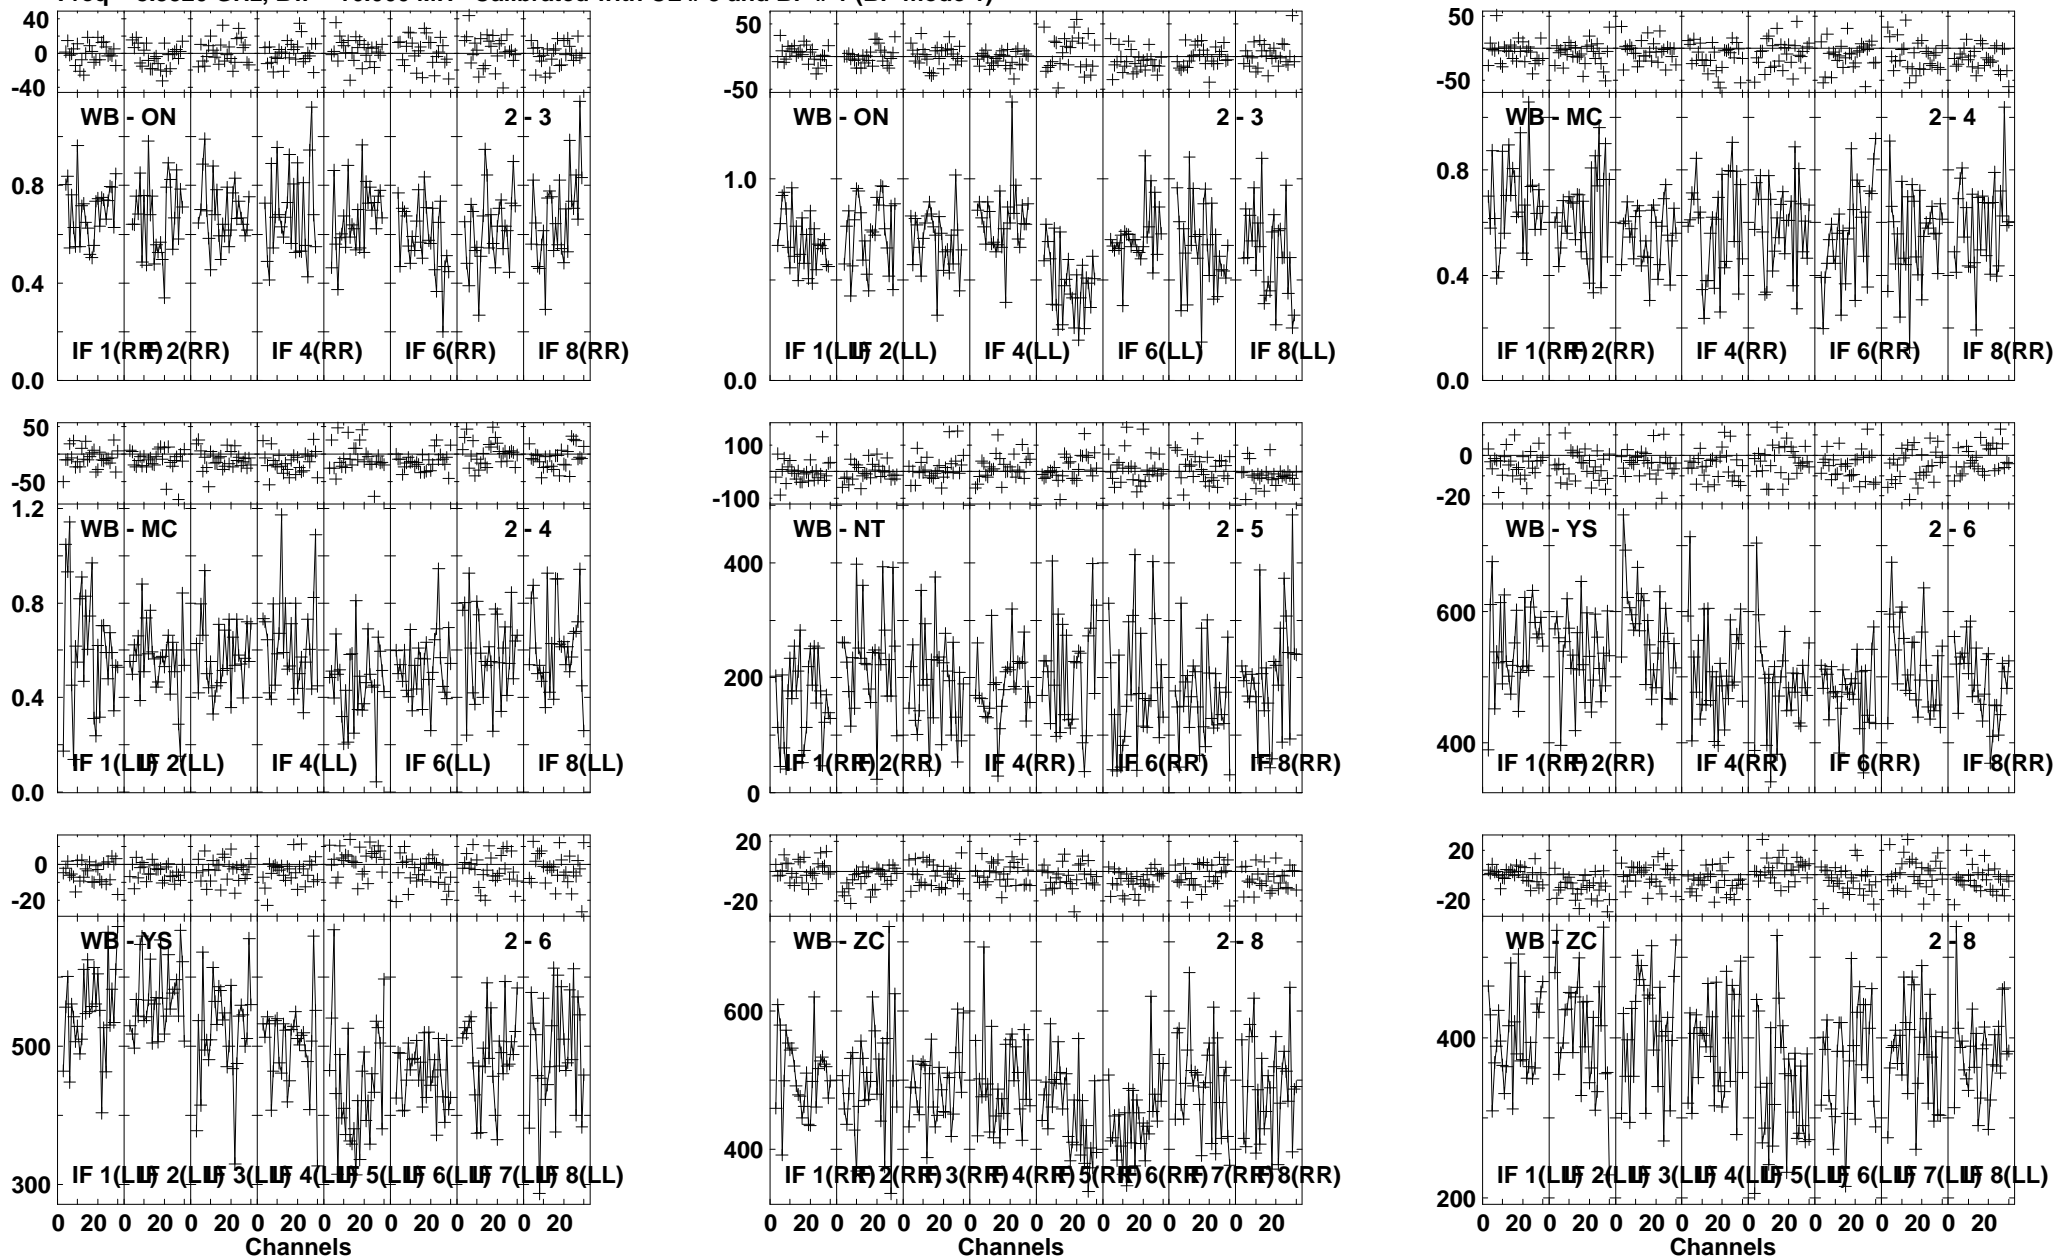 40
0
-40
WB - ON 2 - 3
0.8
0.4
IF 1(RR) IF 2(RR) IF 4(RR) IF 6(RR) IF 8(RR)
0.0
50
0
-50
WB - ON 2 - 3
1.0
IF 1(LL) IF 2(LL) IF 4(LL) IF 6(LL) IF 8(LL)
0.0
50
0
-50
WB - MC 2 - 4
0.8
0.4
IF 1(RR) IF 2(RR) IF 4(RR) IF 6(RR) IF 8(RR)
0.0
50
0
-50
1.2
WB - MC 2 - 4
0.8
0.4
IF 1(LL) IF 2(LL) IF 4(LL) IF 6(LL) IF 8(LL)
0.0
100
0
-100
WB - NT 2 - 5
400
200
IF 1(RR) IF 2(RR) IF 4(RR) IF 6(RR) IF 8(RR)
0
0
-20
WB - YS 2 - 6
600
400
IF 1(RR) IF 2(RR) IF 4(RR) IF 6(RR) IF 8(RR)
0
-20
WB - YS 2 - 6
500
300
IF 1(LL) IF 2(LL) IF 3(LL) IF 4(LL) IF 5(LL) IF 6(LL) IF 7(LL) IF 8(LL)
0 20 0 20 0 20 0 20 0 20 0 20 0 20 0 20
Channels
20
0
-20
WB - ZC 2 - 8
600
400
IF 1(RR) IF 2(RR) IF 3(RR) IF 4(RR) IF 5(RR) IF 6(RR) IF 7(RR) IF 8(RR)
0 20 0 20 0 20 0 20 0 20 0 20 0 20 0 20
Channels
20
0
-20
WB - ZC 2 - 8
400
IF 1(LL) IF 2(LL) IF 3(LL) IF 4(LL) IF 5(LL) IF 6(LL) IF 7(LL) IF 8(LL)
200
0 20 0 20 0 20 0 20 0 20 0 20 0 20 0 20
Channels